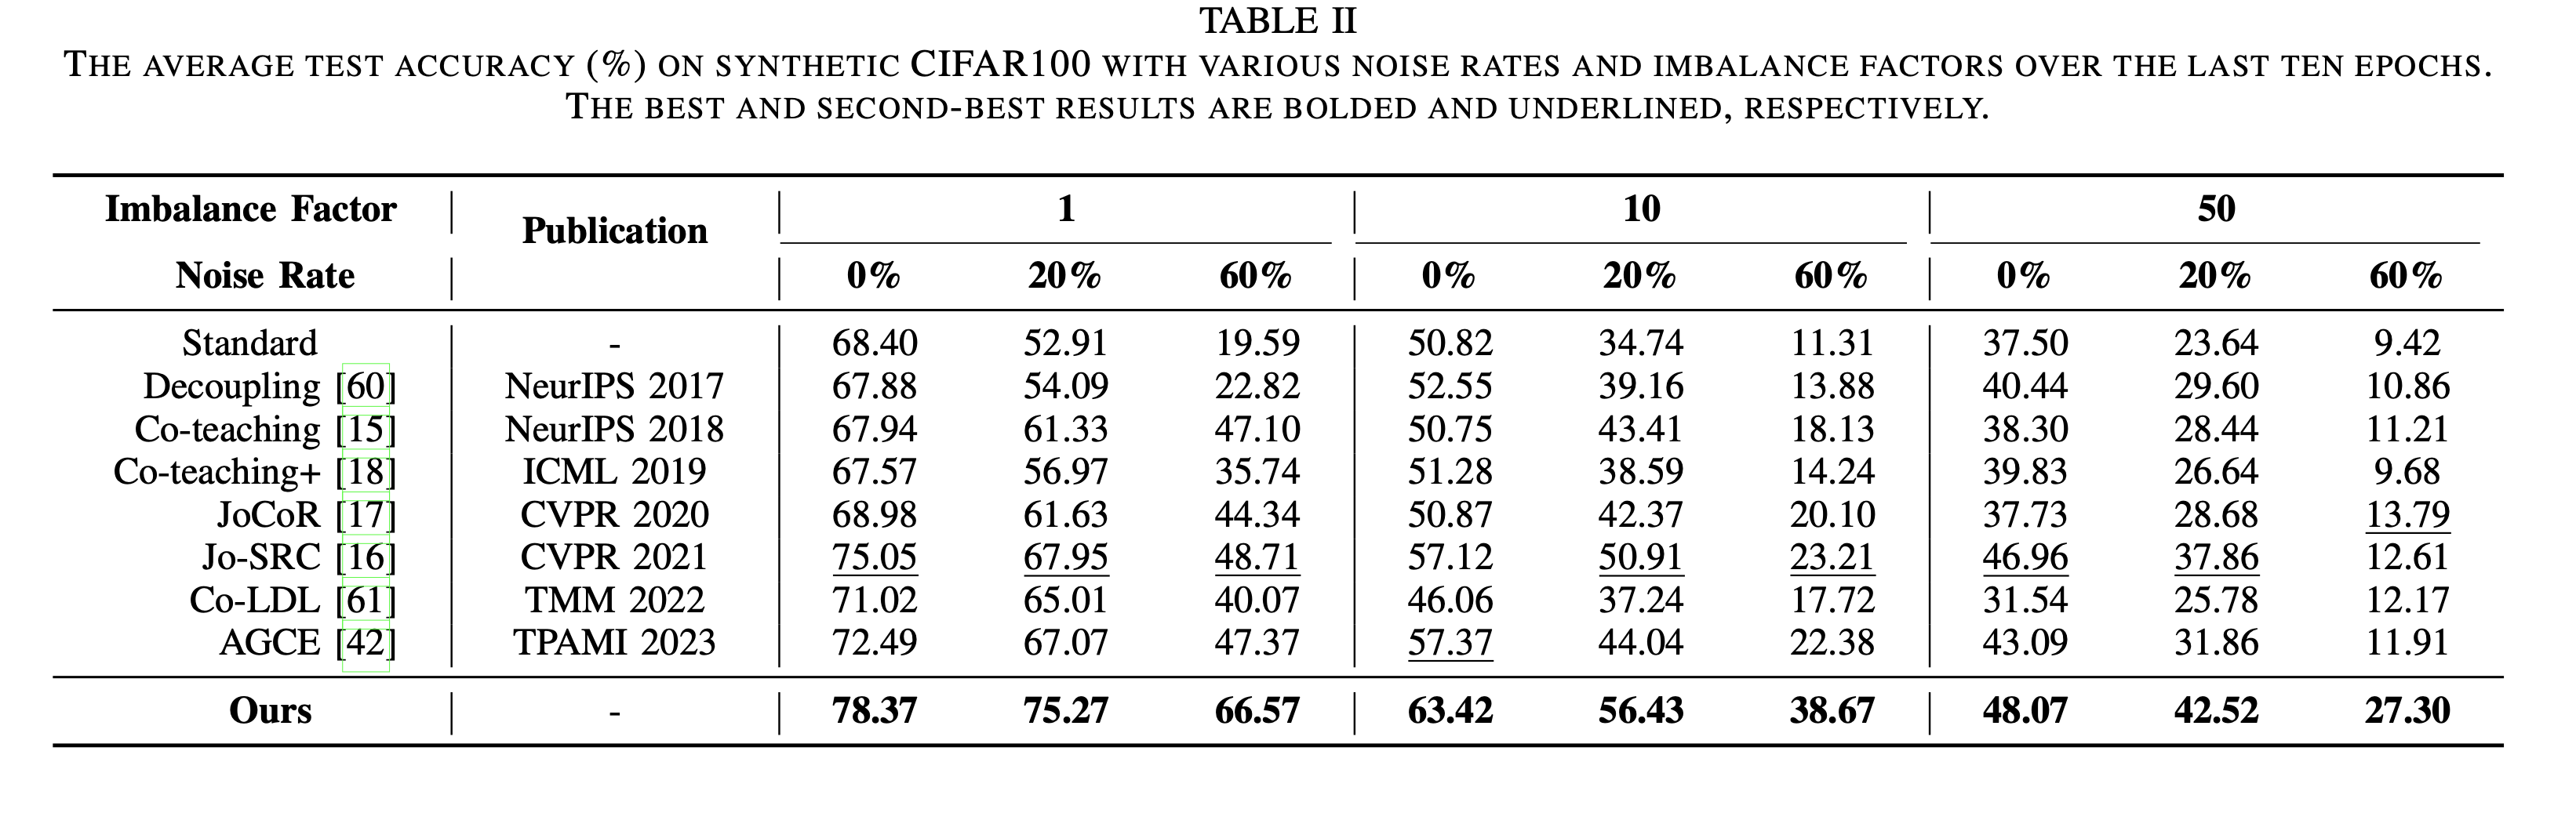 TABLE II
THE AVERAGE TEST ACCURACY (%) ON SYNTHETIC CIFAR100 WITH VARIOUS NOISE RATES AND IMBALANCE FACTORS OVER THE LAST TEN EPOCHS.
THE BEST AND SECOND-BEST RESULTS ARE BOLDED AND UNDERLINED, RESPECTIVELY.
Imbalance Factor Publication 1 10 50
Noise Rate 0% 20% 60% 0% 20% 60% 0% 20% 60%
Standard - 68.40 52.91 19.59 50.82 34.74 11.31 37.50 23.64 9.42
Decoupling [60] NeurIPS 2017 67.88 54.09 22.82 52.55 39.16 13.88 40.44 29.60 10.86
Co-teaching [15] NeurIPS 2018 67.94 61.33 47.10 50.75 43.41 18.13 38.30 28.44 11.21
Co-teaching+ [18] ICML 2019 67.57 56.97 35.74 51.28 38.59 14.24 39.83 26.64 9.68
JoCoR [17] CVPR 2020 68.98 61.63 44.34 50.87 42.37 20.10 37.73 28.68 13.79
Jo-SRC [16] CVPR 2021 75.05 67.95 48.71 57.12 50.91 23.21 46.96 37.86 12.61
Co-LDL [61] TMM 2022 71.02 65.01 40.07 46.06 37.24 17.72 31.54 25.78 12.17
AGCE [42] TPAMI 2023 72.49 67.07 47.37 57.37 44.04 22.38 43.09 31.86 11.91
Ours - 78.37 75.27 66.57 63.42 56.43 38.67 48.07 42.52 27.30